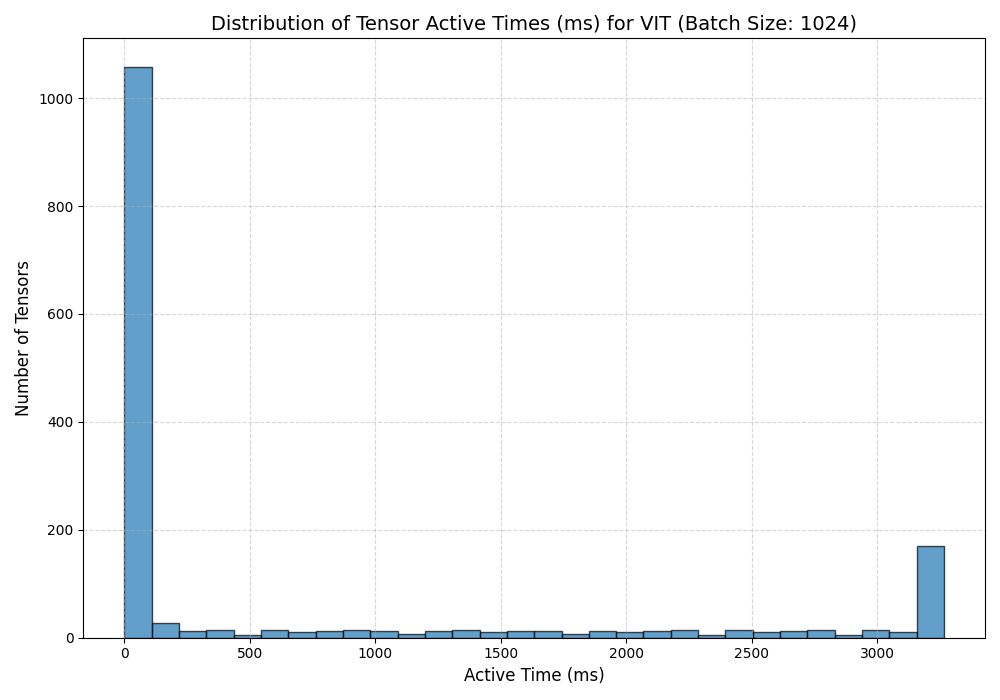 Distribution of Tensor Active Times (ms) for VIT (Batch Size: 1024)
Number of Tensors
1000
800
600
400
200
0
0 500 1000 1500 2000 2500 3000
Active Time (ms)